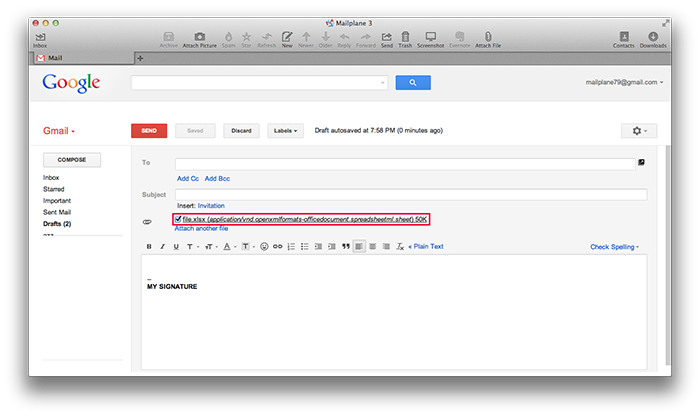 Mailplane 3
Inbox Archive Attach Picture Spam Star Refresh New Newer Older Reply Forward Send Trash Screenshot Evernote Attach File Contacts Downloads
Mail +
Google
mailplane79@gmail.com
Gmail SEND Saved Discard Labels Draft autosaved at 7:58 PM (0 minutes ago)
COMPOSE
Inbox
Starred
Important
Sent Mail
Drafts (2)
To
Add Cc Add Bcc
Subject
Insert: Invitation
file.xlsx (application/vnd.openxmlformats-officedocument.spreadsheetml.sheet) 50K
Attach another file
B I U T T A T « Plain Text Check Spelling
--
MY SIGNATURE